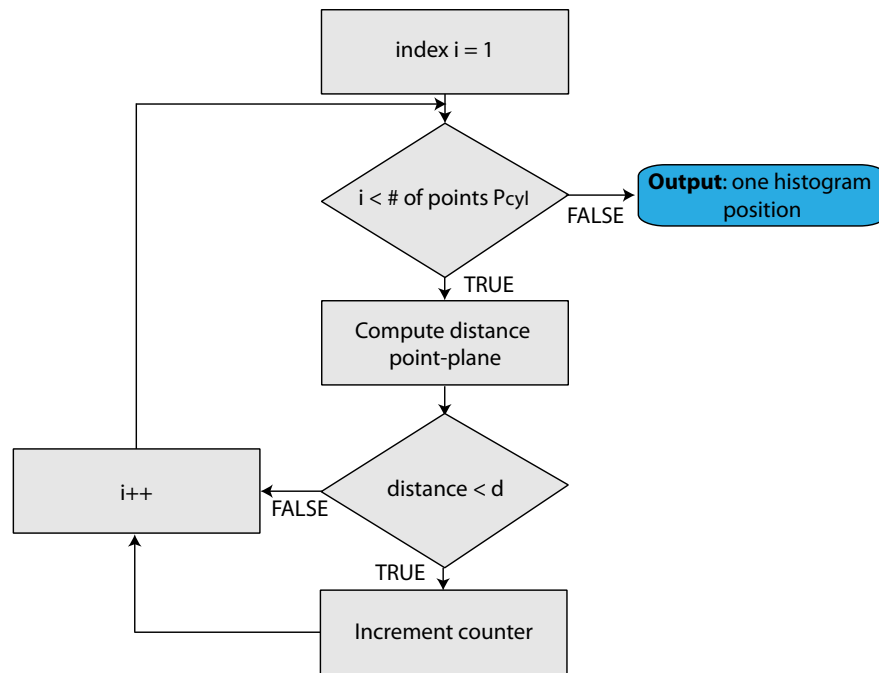 index i = 1
i < # of points Pcyl
FALSE
Output: one histogram
position
TRUE
Compute distance
point-plane
distance < d
FALSE
i++
TRUE
Increment counter